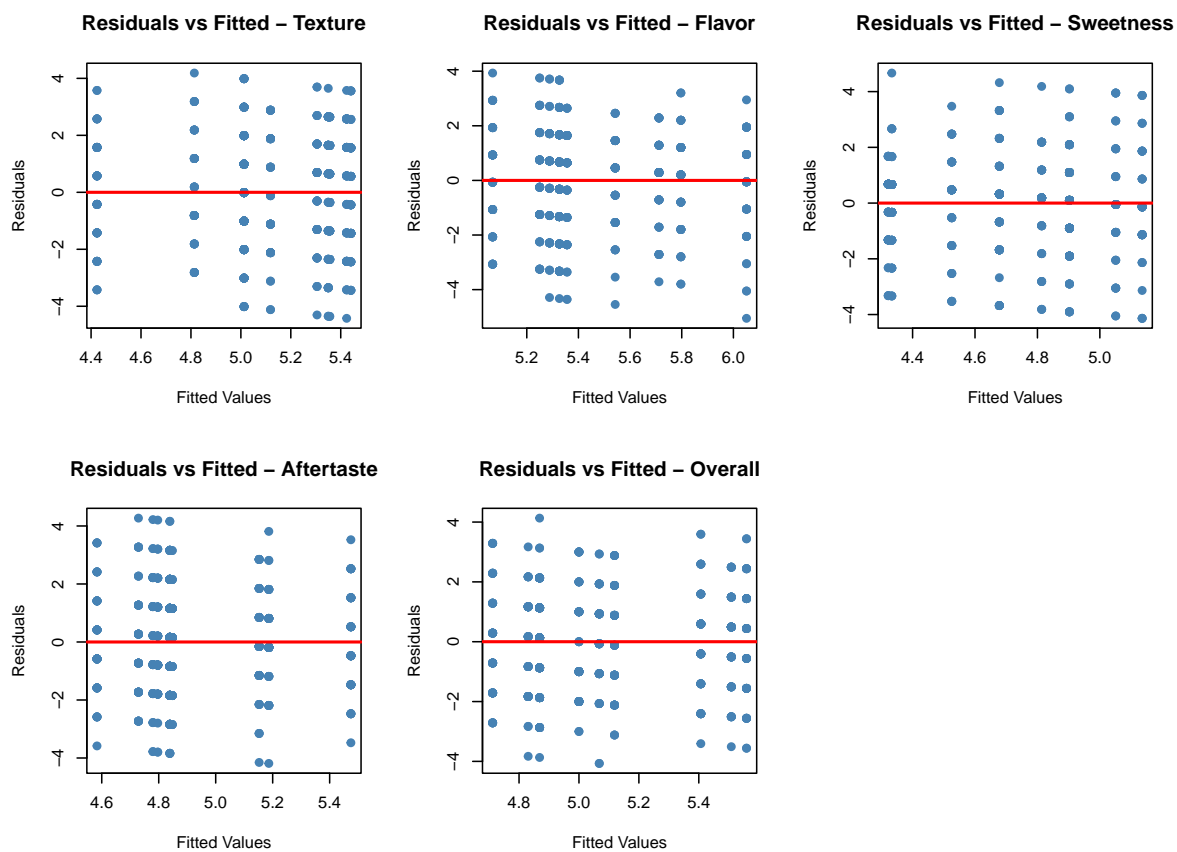 Residuals vs Fitted – Texture
Residuals
4
2
0
−2
−4
4.4 4.6 4.8 5.0 5.2 5.4
Fitted Values
Residuals vs Fitted – Flavor
Residuals
4
2
0
−2
−4
5.2 5.4 5.6 5.8 6.0
Fitted Values
Residuals vs Fitted – Sweetness
Residuals
4
2
0
−2
−4
4.4 4.6 4.8 5.0
Fitted Values
Residuals vs Fitted – Aftertaste
Residuals
4
2
0
−2
−4
4.6 4.8 5.0 5.2 5.4
Fitted Values
Residuals vs Fitted – Overall
Residuals
4
2
0
−2
−4
4.8 5.0 5.2 5.4
Fitted Values